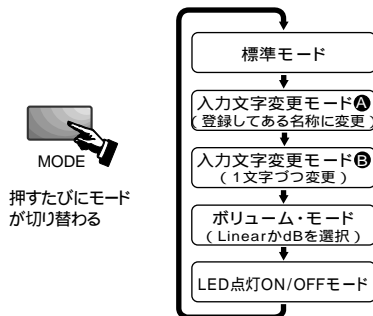 MODE
押すたびにモード
が切り替わる
標準モード
入力文字変更モードA
(登録してある名称に変更)
入力文字変更モードB
(1文字づつ変更)
ボリューム・モード
(LinearかdBを選択)
LED点灯ON/OFFモード